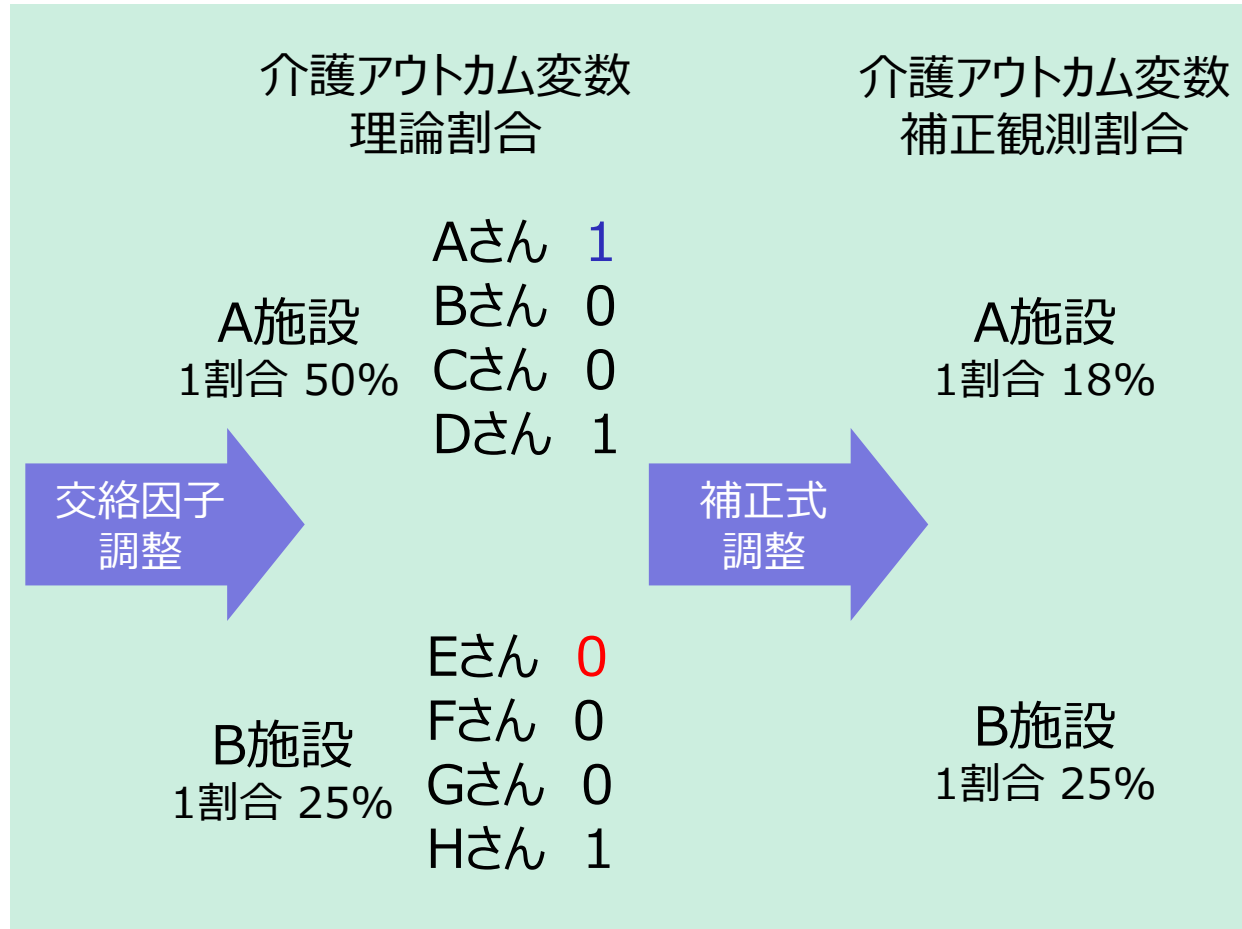 介護アウトカム変数
理論割合
介護アウトカム変数
補正観測割合
Aさん 1
Bさん 0
Cさん 0
Dさん 1
A施設
1割合 50%
A施設
1割合 18%
交絡因子
調整
補正式
調整
Eさん 0
Fさん 0
Gさん 0
Hさん 1
B施設
1割合 25%
B施設
1割合 25%